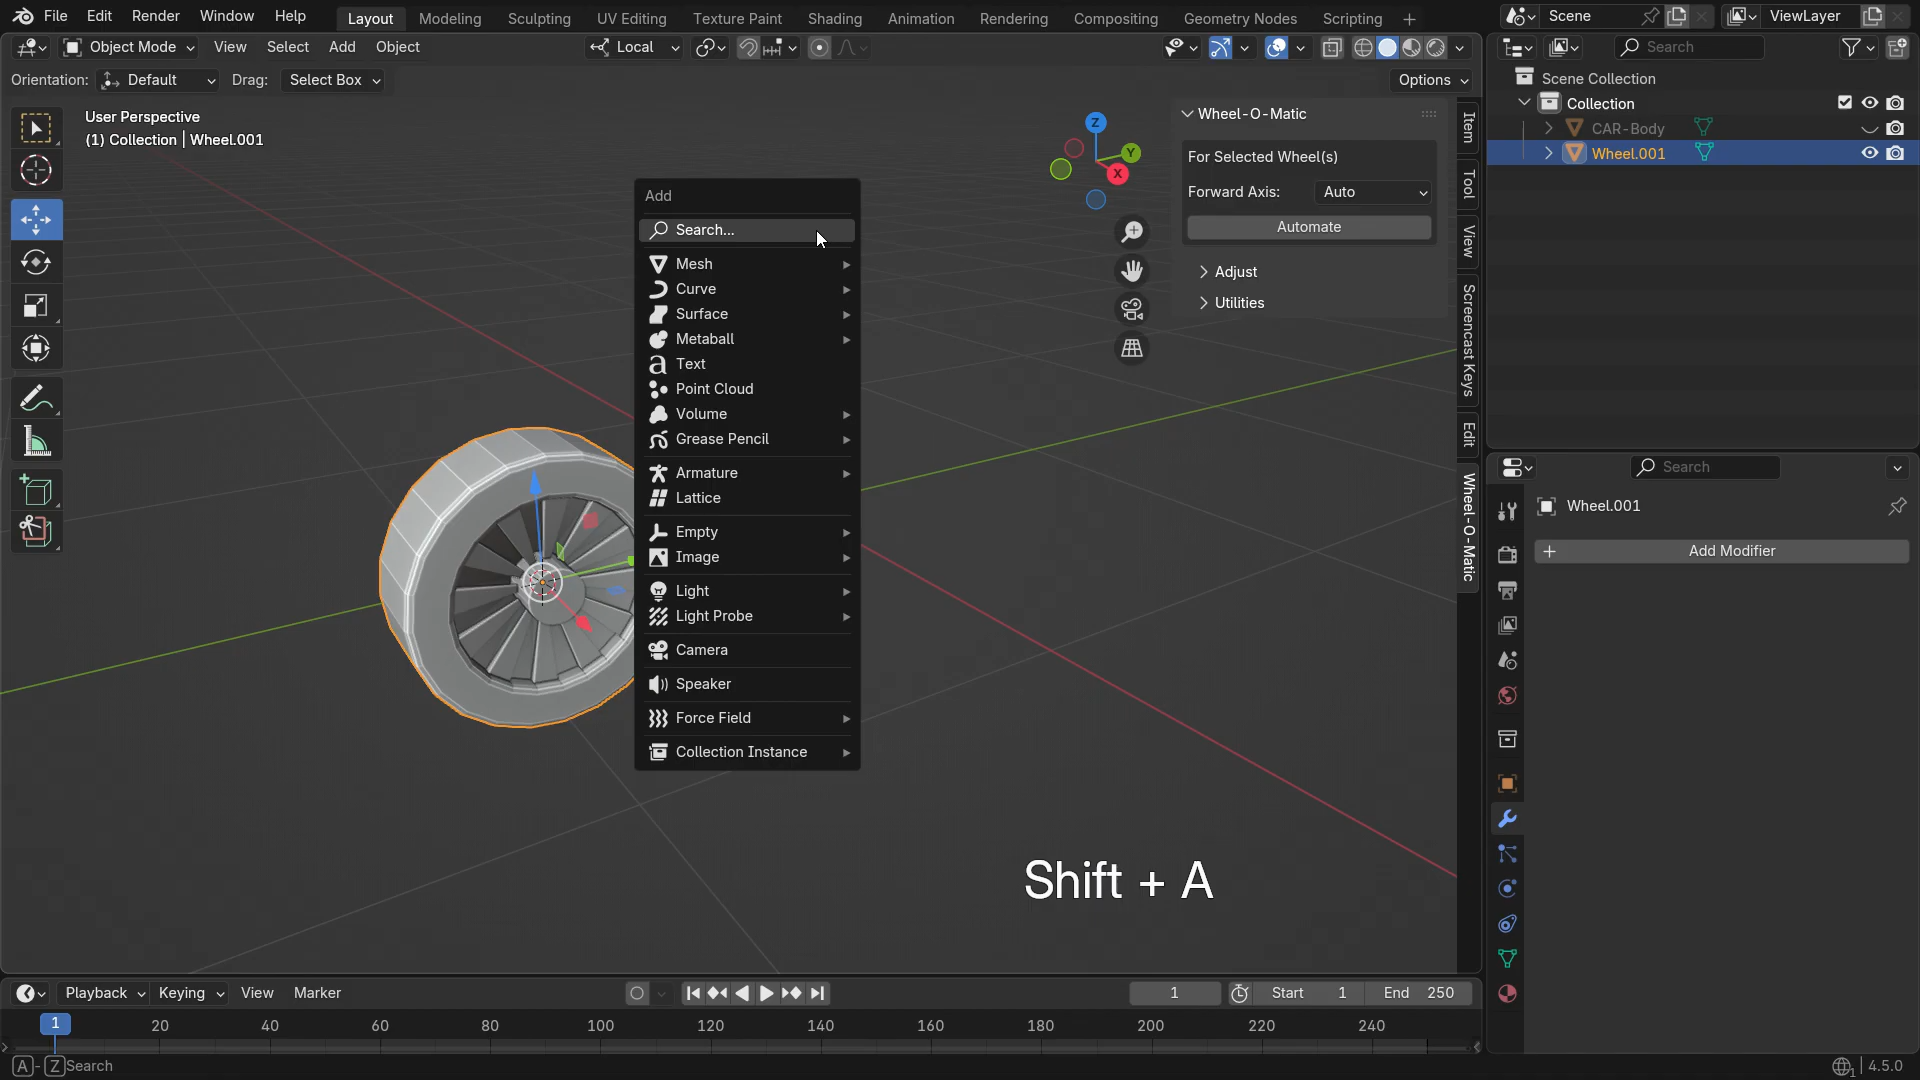 File Edit Render Window Help
Layout Modeling Sculpting UV Editing Texture Paint Shading Animation Rendering Compositing Geometry Nodes Scripting +
Scene
ViewLayer
Object Mode View Select Add Object
Local
Search
Orientation: Default Drag: Select Box
Options
Scene Collection
Collection
CAR-Body
Wheel.001
User Perspective
(1) Collection | Wheel.001
Z
Y
X
Wheel-O-Matic
For Selected Wheel(s)
Forward Axis: Auto
Automate
Adjust
Utilities
Item
Tool
View
Screencast Keys
Edit
Wheel-O-Matic
Add
Search...
Mesh
Curve
Surface
Metaball
Text
Point Cloud
Volume
Grease Pencil
Armature
Lattice
Empty
Image
Light
Light Probe
Camera
Speaker
Force Field
Collection Instance
Search
Wheel.001
+ Add Modifier
Shift + A
Playback Keying View Marker
1
Start 1
End 250
1 20 40 60 80 100 120 140 160 180 200 220 240
A - Z Search
1 4.5.0